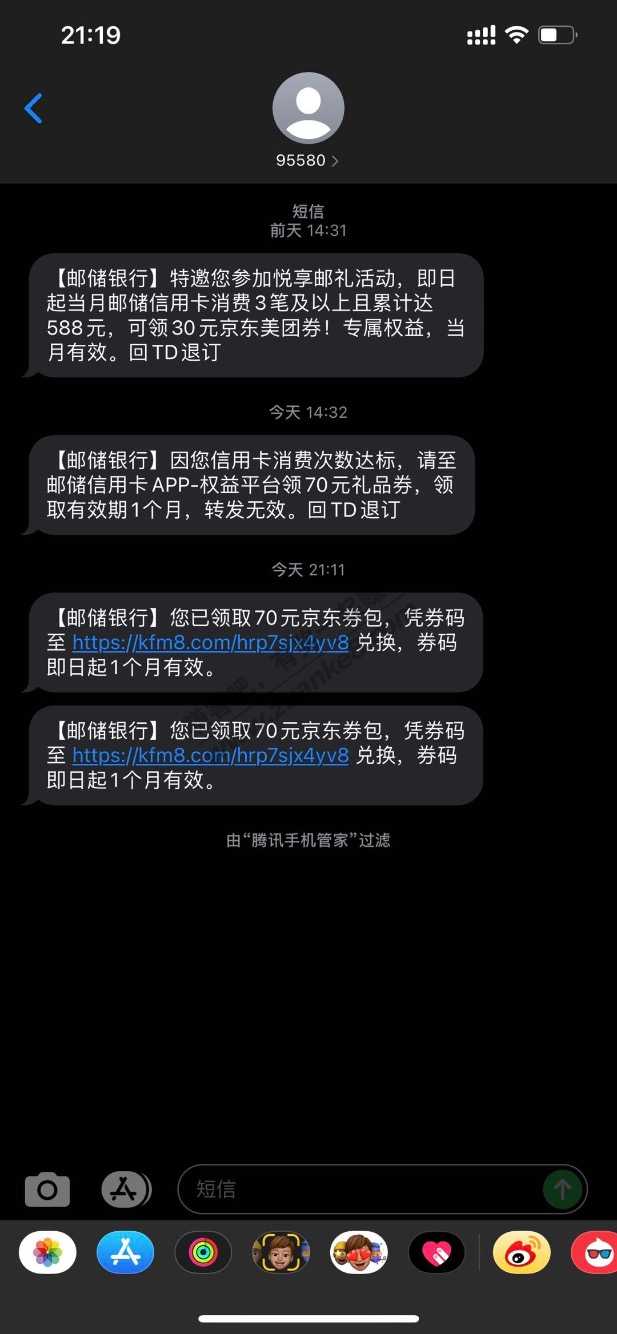 21:19
95580 >
短信
前天 14:31
【邮储银行】特邀您参加悦享邮礼活动，即日
起当月邮储信用卡消费3笔及以上且累计达
588元，可领30元京东美团券！专属权益，当
月有效。回TD退订
今天 14:32
【邮储银行】因您信用卡消费次数达标，请至
邮储信用卡APP-权益平台领70元礼品券，领
取有效期1个月，转发无效。回TD退订
今天 21:11
【邮储银行】您已领取70元京东券包，凭券码
至 https://kfm8.com/hrp7sjx4yv8 兑换，券码
即日起1个月有效。
【邮储银行】您已领取70元京东券包，凭券码
至 https://kfm8.com/hrp7sjx4yv8 兑换，券码
即日起1个月有效。
由“腾讯手机管家”过滤
短信